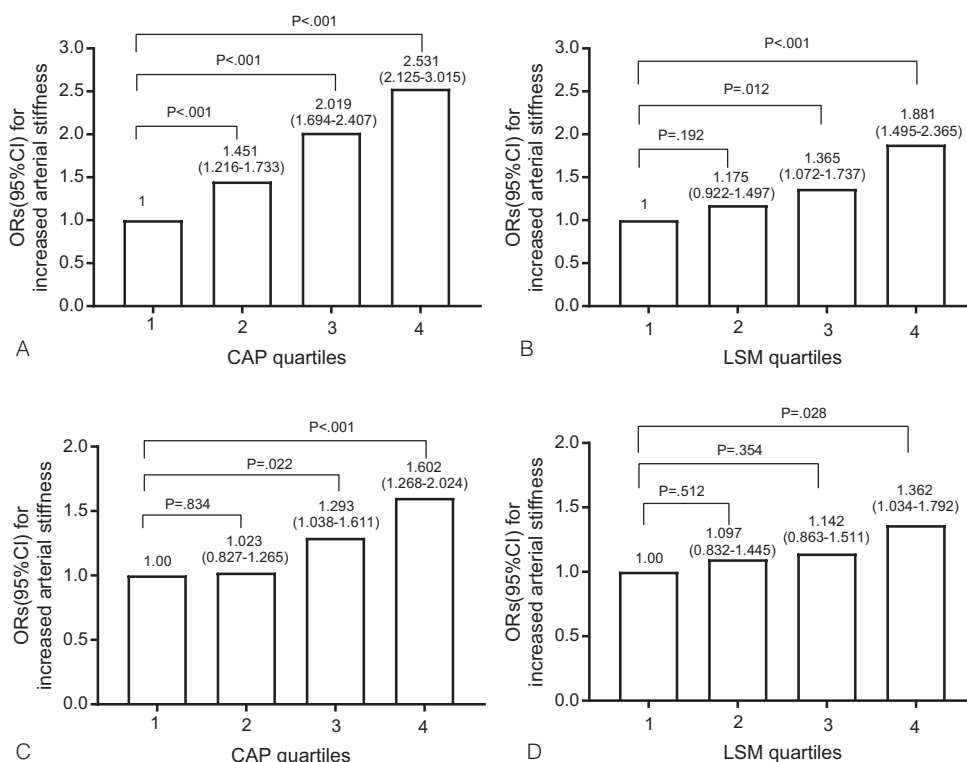 P<.001
P<.001
P<.001
3.0
2.5
2.0
1.5
1.0
0.5
0.0
ORs(95%CI) for
increased arterial stiffness
1
1.451
(1.216-1.733)
2.019
(1.694-2.407)
2.531
(2.125-3.015)
1
2
3
4
A
CAP quartiles
P<.001
P=.012
P=.192
3.0
2.5
2.0
1.5
1.0
0.5
0.0
ORs(95%CI) for
increased arterial stiffness
1
1.175
(0.922-1.497)
1.365
(1.072-1.737)
1.881
(1.495-2.365)
1
2
3
4
B
LSM quartiles
P<.001
P=.022
P=.834
2.0
1.5
1.0
0.5
0.0
ORs(95%CI) for
increased arterial stiffness
1.00
1.023
(0.827-1.265)
1.293
(1.038-1.611)
1.602
(1.268-2.024)
1
2
3
4
C
CAP quartiles
P=.028
P=.354
P=.512
2.0
1.5
1.0
0.5
0.0
ORs(95%CI) for
increased arterial stiffness
1.00
1.097
(0.832-1.445)
1.142
(0.863-1.511)
1.362
(1.034-1.792)
1
2
3
4
D
LSM quartiles